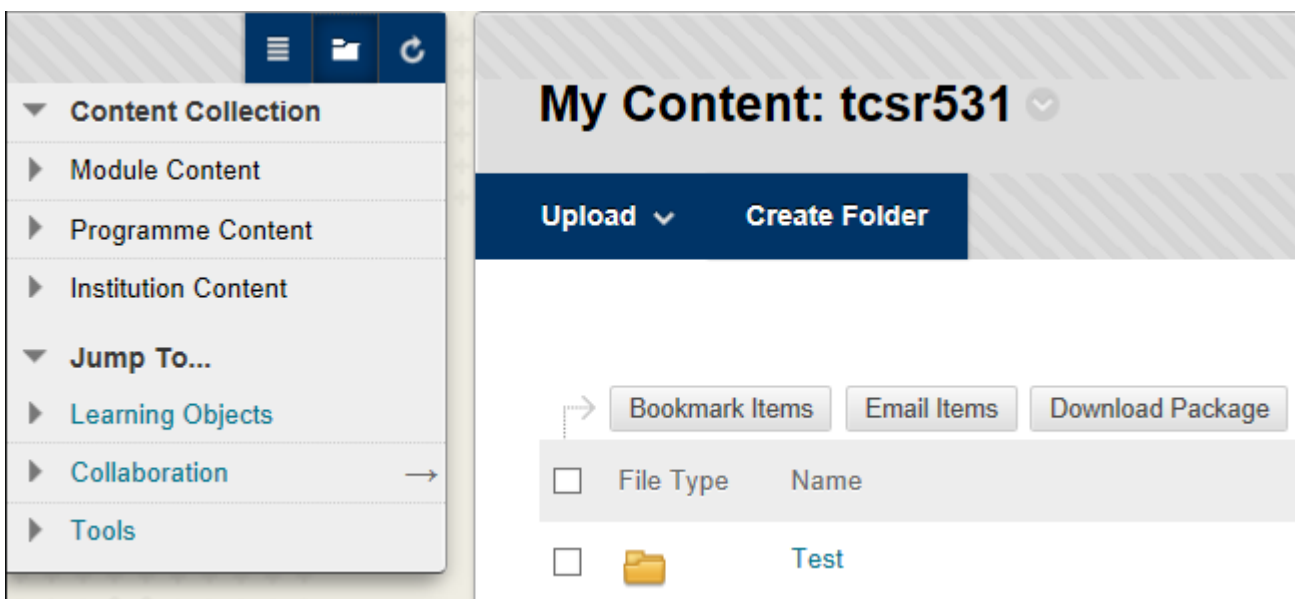 Content Collection
Module Content
Programme Content
Institution Content
Jump To...
Learning Objects
Collaboration →
Tools
My Content: tcsr531
Upload Create Folder
Bookmark Items Email Items Download Package
File Type Name
Test